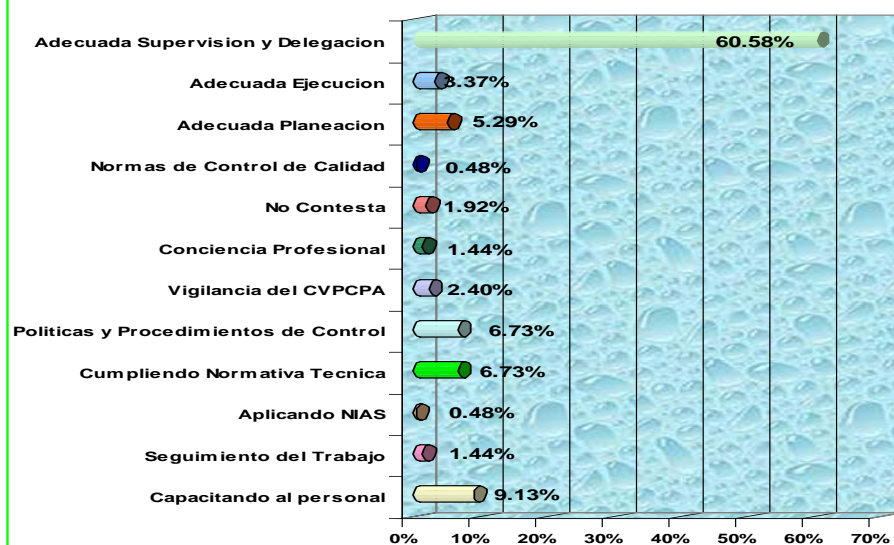 Adecuada Supervision y Delegacion 60.58%
Adecuada Ejecucion 3.37%
Adecuada Planeacion 5.29%
Normas de Control de Calidad 0.48%
No Contesta 1.92%
Conciencia Profesional 1.44%
Vigilancia del CVPCPA 2.40%
Politicas y Procedimientos de Control 6.73%
Cumpliendo Normativa Tecnica 6.73%
Aplicando NIAS 0.48%
Seguimiento del Trabajo 1.44%
Capacitando al personal 9.13%
0% 10% 20% 30% 40% 50% 60% 70%